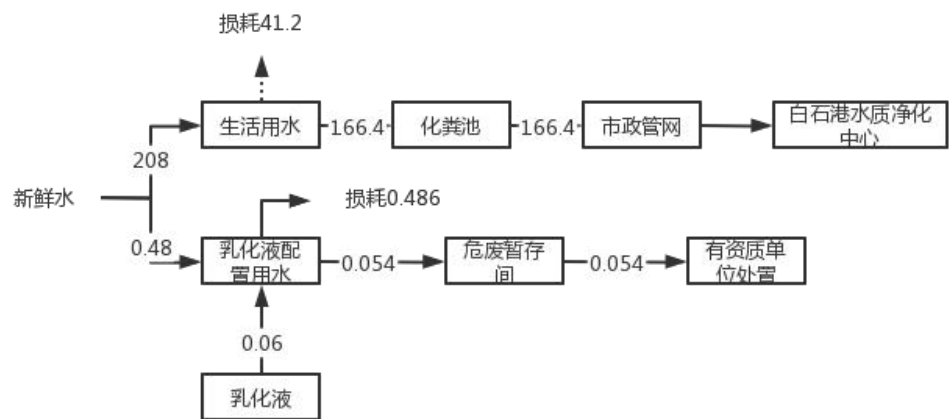 损耗41.2
生活用水
166.4
化粪池
166.4
市政管网
白石港水质净化
中心
208
新鲜水
损耗0.486
0.48
乳化液配
置用水
0.054
危废暂存
间
0.054
有资质单
位处置
0.06
乳化液